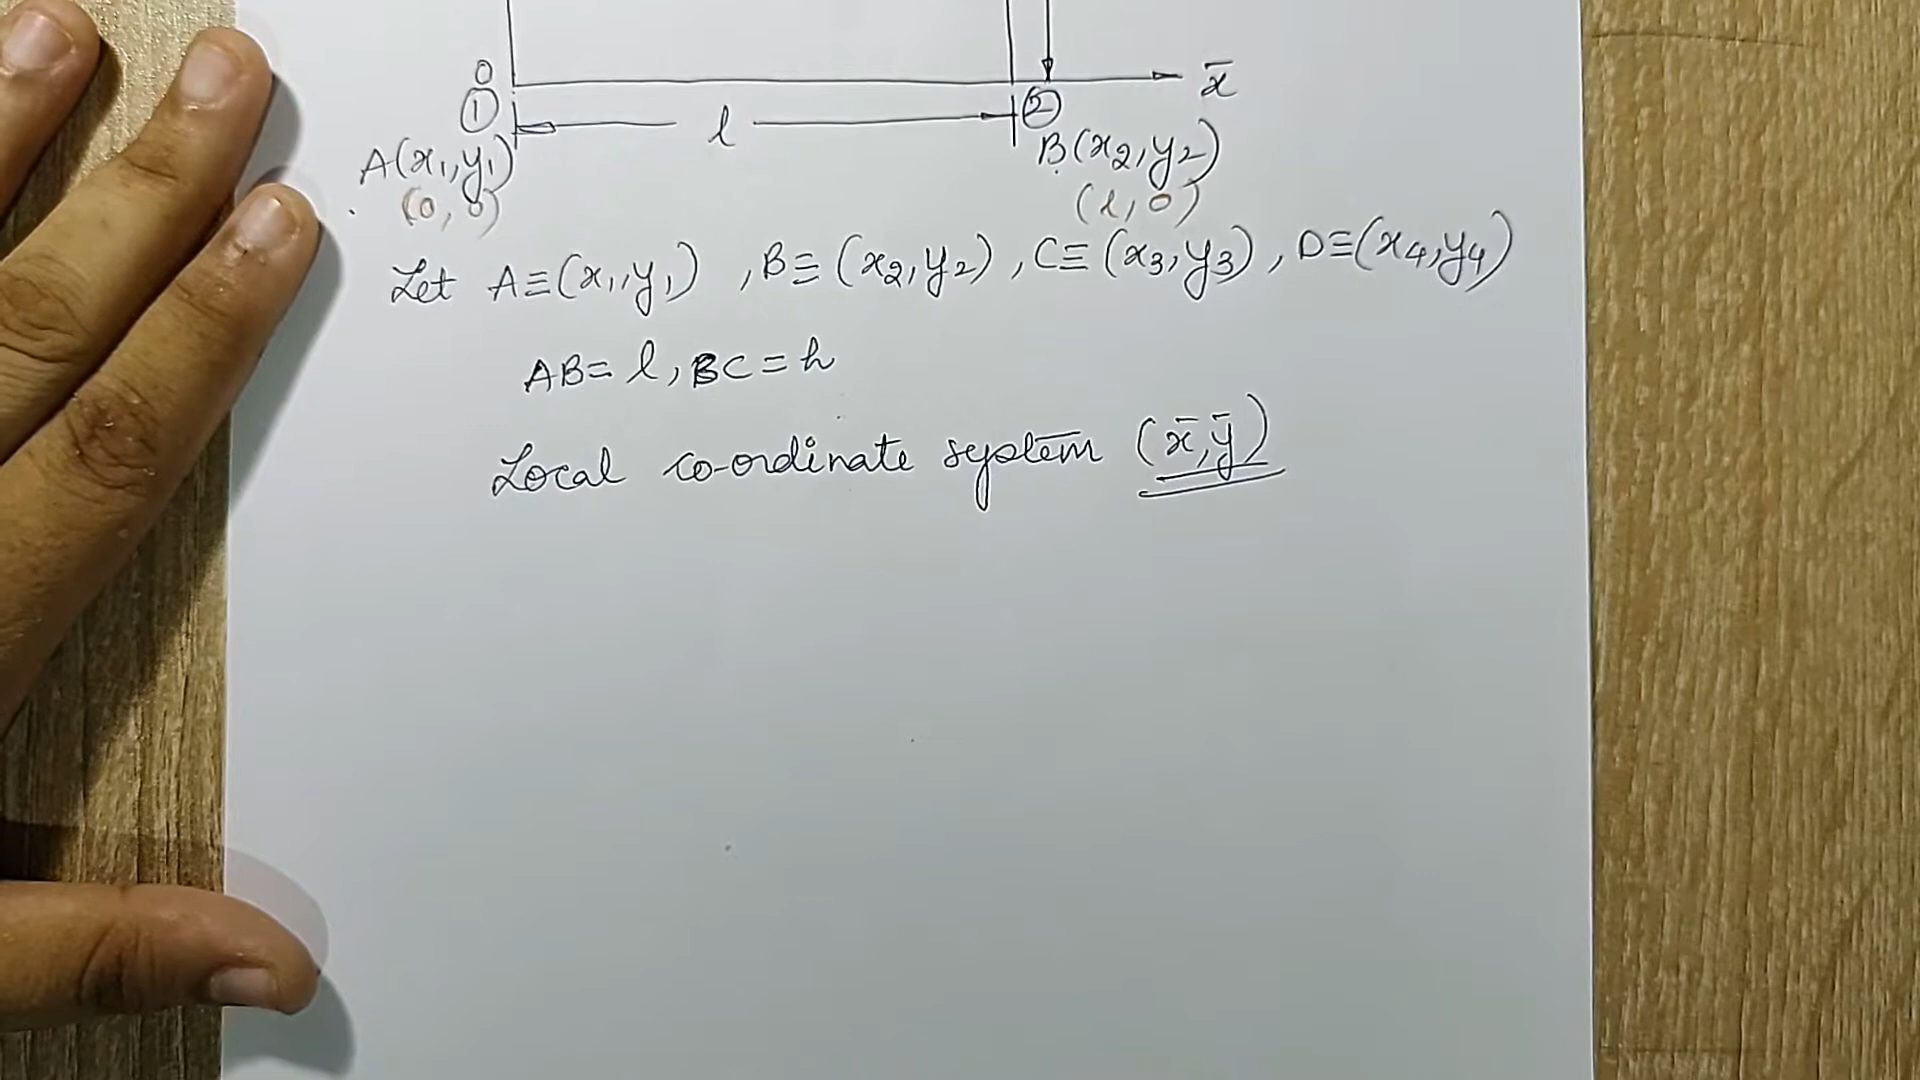 0 x̄
① l ②
A(x₁,y₁) B(x₂,y₂)
(0,0) (l,0)
Let A≡(x₁,y₁) ,B≡(x₂,y₂) ,C≡(x₃,y₃) ,D≡(x₄,y₄)
AB= l, BC = h
Local co-ordinate system (x̄,ȳ)